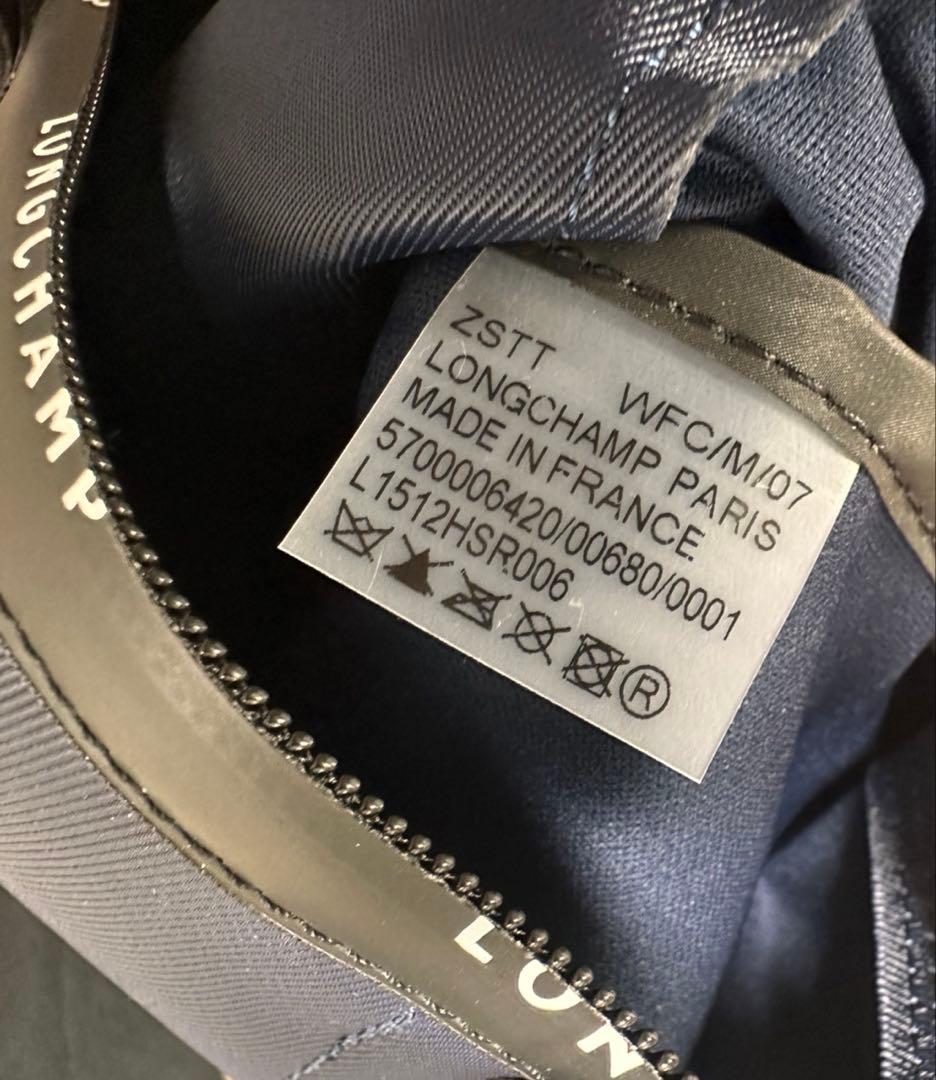 LONGCHAMP
ZSTT WFC/M/07
LONGCHAMP PARIS
MADE IN FRANCE
5700006420/00680/0001
L1512HSR006
R
LON